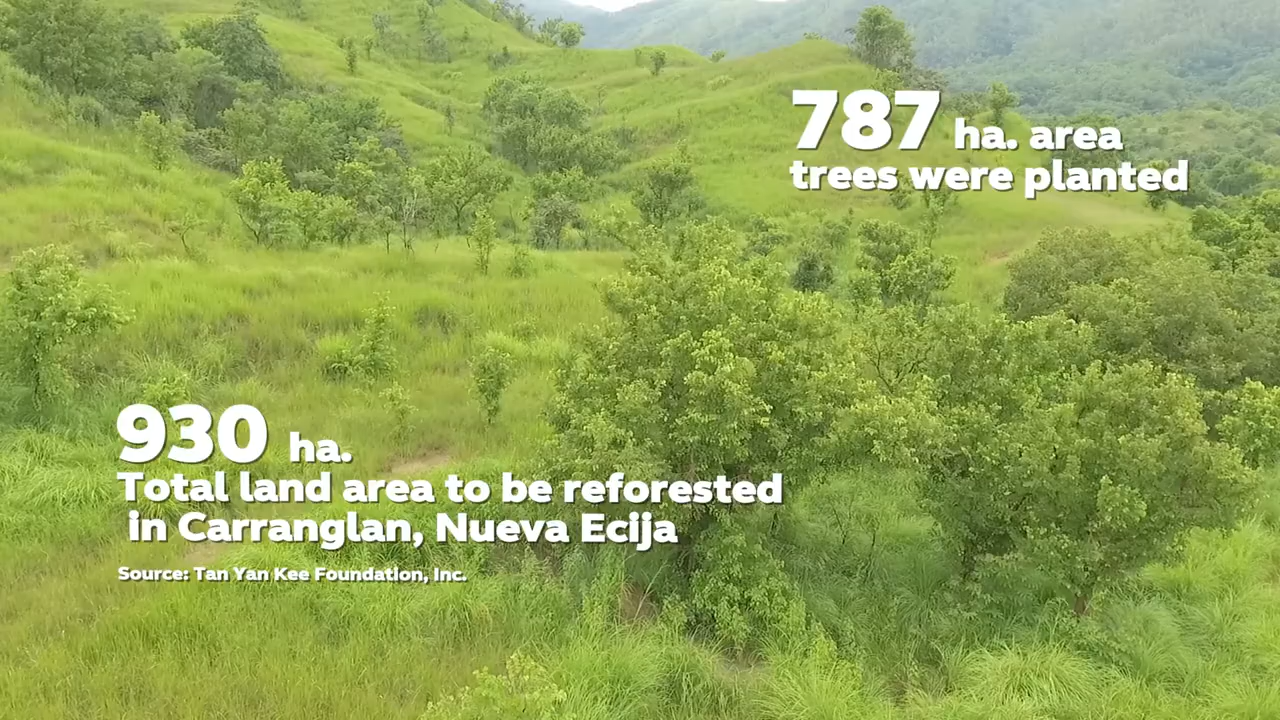 787 ha. area
trees were planted
930 ha.
Total land area to be reforested
in Carranglan, Nueva Ecija
Source: Tan Yan Kee Foundation, Inc.